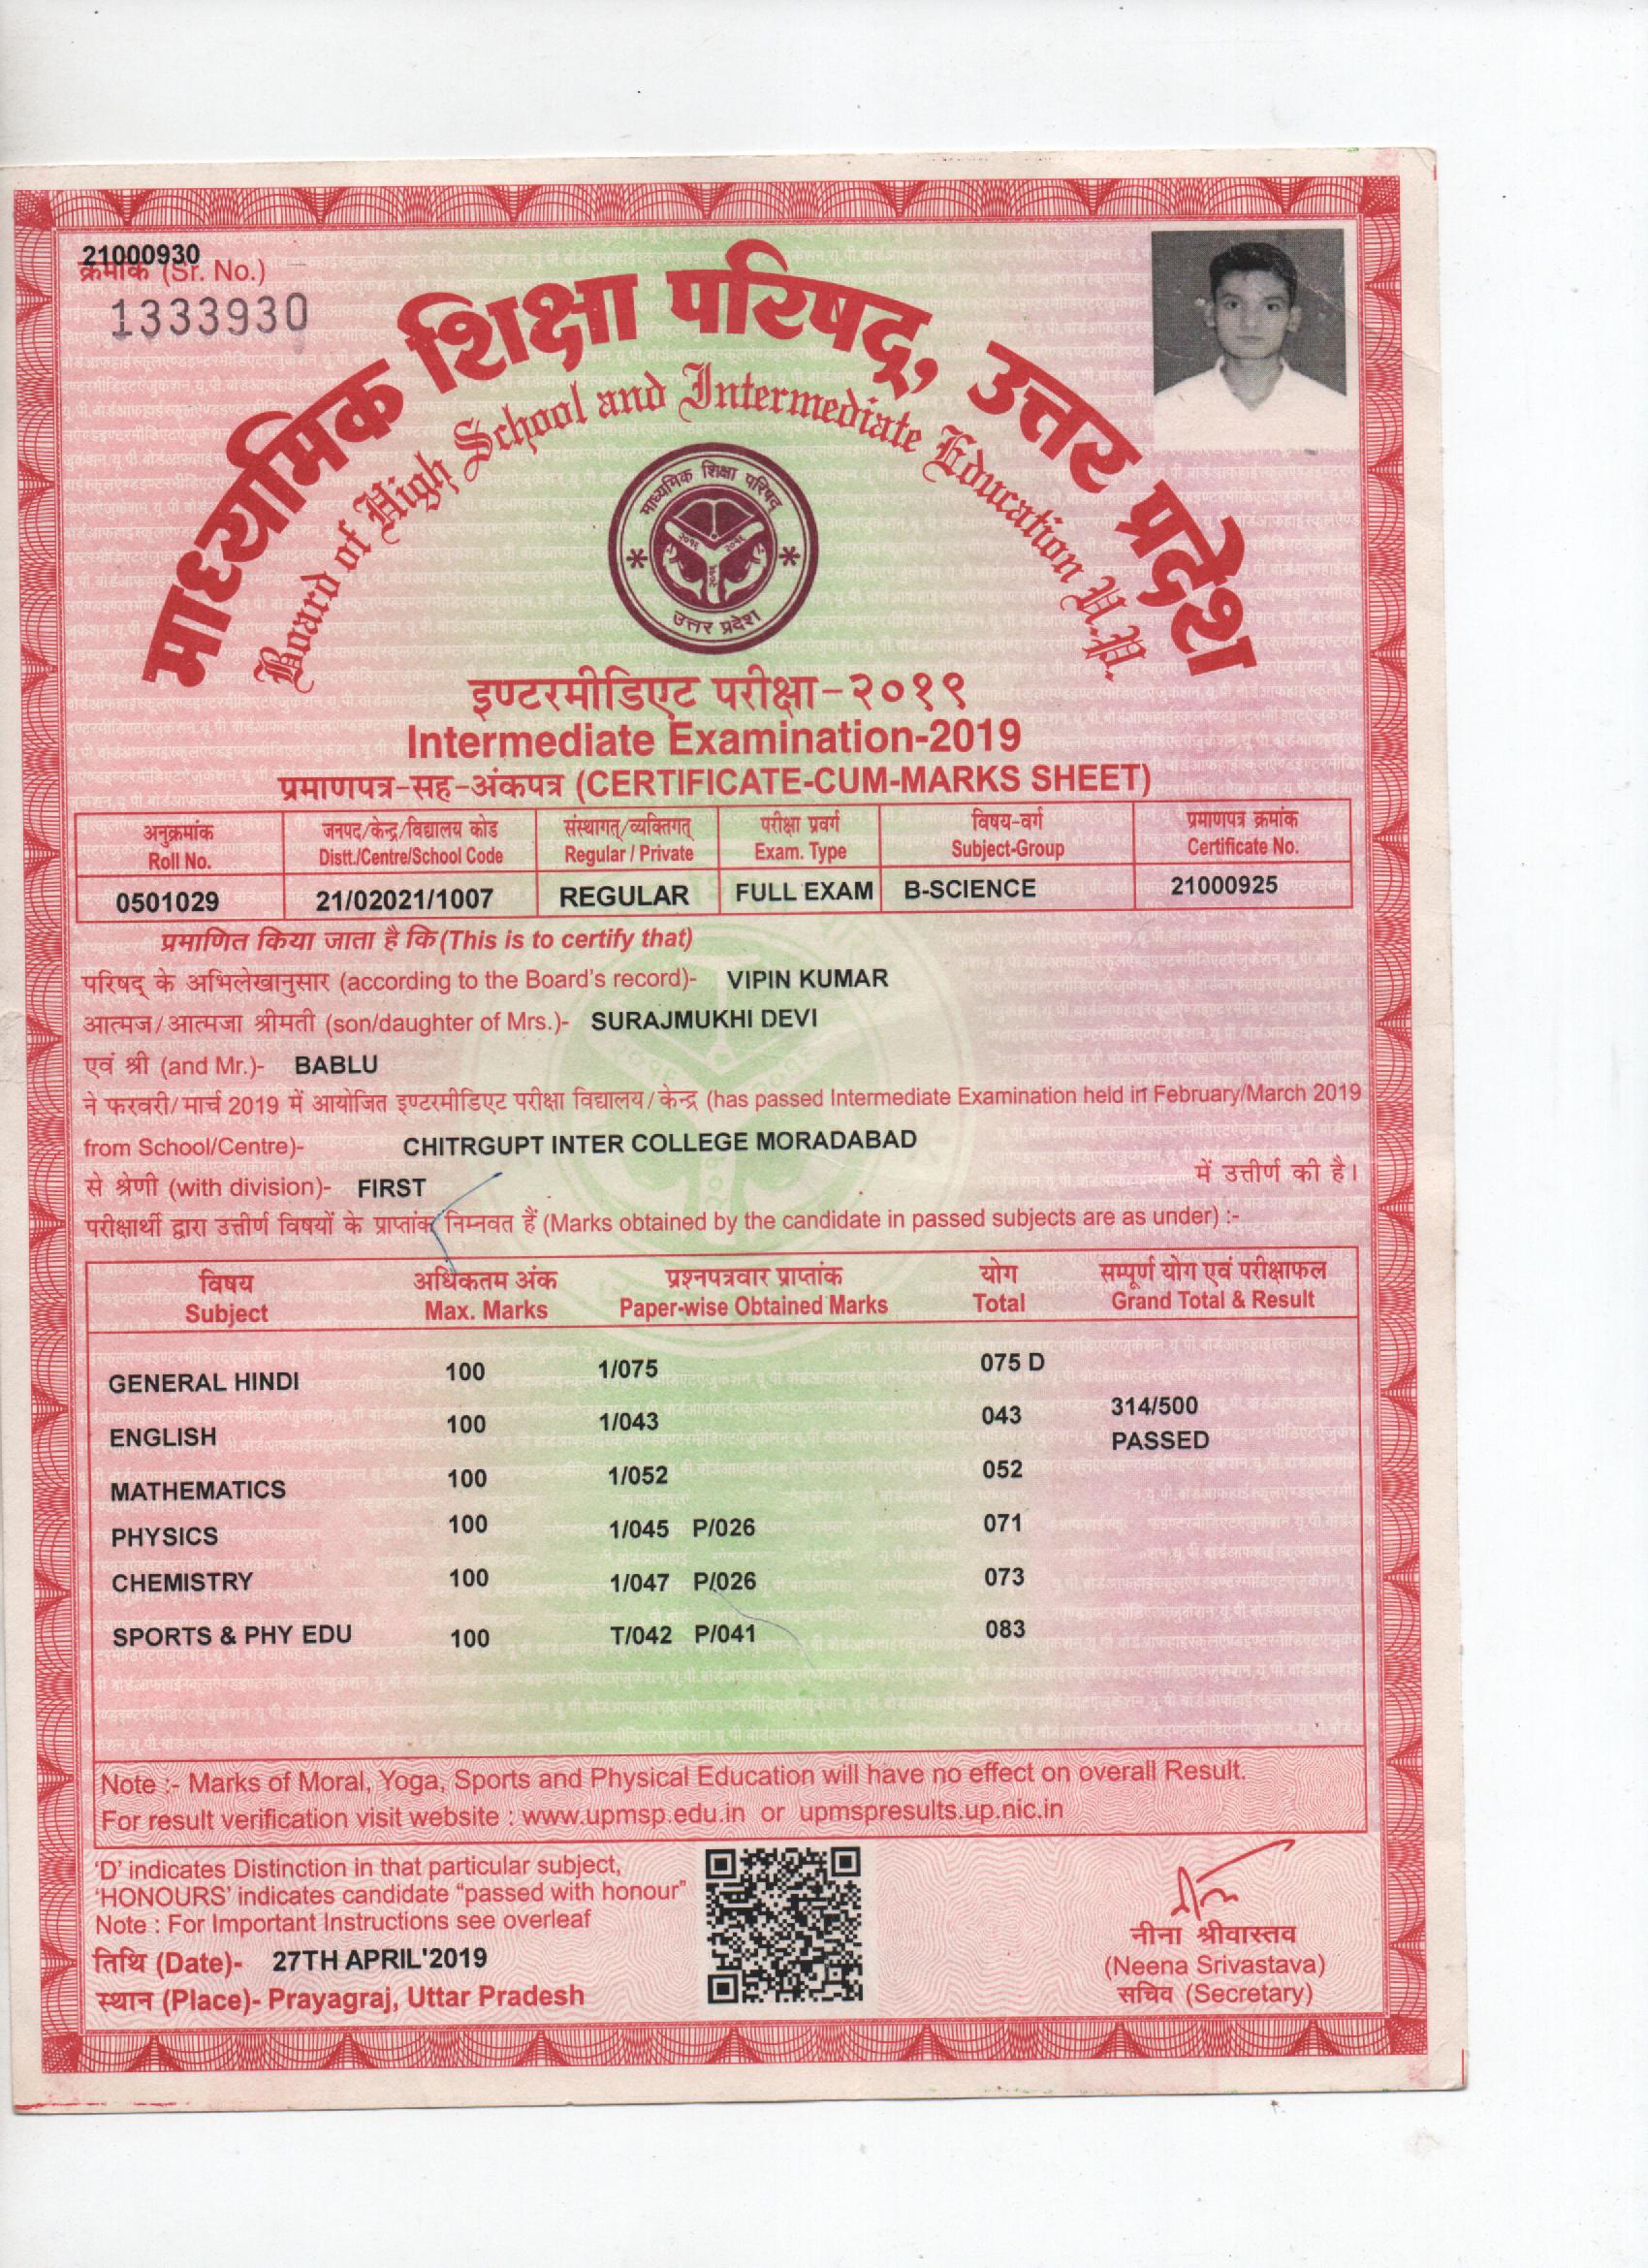 21000930
क्रमांक (Sr. No.)
1333930
माध्यमिक शिक्षा परिषद्, उत्तर प्रदेश
Board of High School and Intermediate Education U.P.
माध्यमिक शिक्षा परिषद्
उत्तर प्रदेश
इण्टरमीडिएट परीक्षा-२०१९
Intermediate Examination-2019
प्रमाणपत्र-सह-अंकपत्र (CERTIFICATE-CUM-MARKS SHEET)
अनुक्रमांक जनपद/केन्द्र/विद्यालय कोड संस्थागत्/व्यक्तिगत् परीक्षा प्रवर्ग विषय-वर्ग प्रमाणपत्र क्रमांक
Roll No. Distt./Centre/School Code Regular / Private Exam. Type Subject-Group Certificate No.
0501029 21/02021/1007 REGULAR FULL EXAM B-SCIENCE 21000925
प्रमाणित किया जाता है कि (This is to certify that)
परिषद् के अभिलेखानुसार (according to the Board's record)- VIPIN KUMAR
आत्मज/आत्मजा श्रीमती (son/daughter of Mrs.)- SURAJMUKHI DEVI
एवं श्री (and Mr.)- BABLU
ने फरवरी/मार्च 2019 में आयोजित इण्टरमीडिएट परीक्षा विद्यालय/केन्द्र (has passed Intermediate Examination held in February/March 2019
from School/Centre)- CHITRGUPT INTER COLLEGE MORADABAD
से श्रेणी (with division)- FIRST में उत्तीर्ण की है।
परीक्षार्थी द्वारा उत्तीर्ण विषयों के प्राप्तांक निम्नवत हैं (Marks obtained by the candidate in passed subjects are as under) :-
विषय अधिकतम अंक प्रश्नपत्रवार प्राप्तांक योग सम्पूर्ण योग एवं परीक्षाफल
Subject Max. Marks Paper-wise Obtained Marks Total Grand Total & Result
GENERAL HINDI 100 1/075 075 D
ENGLISH 100 1/043 043 314/500
PASSED
MATHEMATICS 100 1/052 052
PHYSICS 100 1/045 P/026 071
CHEMISTRY 100 1/047 P/026 073
SPORTS & PHY EDU 100 T/042 P/041 083
Note :- Marks of Moral, Yoga, Sports and Physical Education will have no effect on overall Result.
For result verification visit website : www.upmsp.edu.in or upmspresults.up.nic.in
'D' indicates Distinction in that particular subject,
'HONOURS' indicates candidate "passed with honour"
Note : For Important Instructions see overleaf
तिथि (Date)- 27TH APRIL'2019
स्थान (Place)- Prayagraj, Uttar Pradesh
नीना श्रीवास्तव
(Neena Srivastava)
सचिव (Secretary)